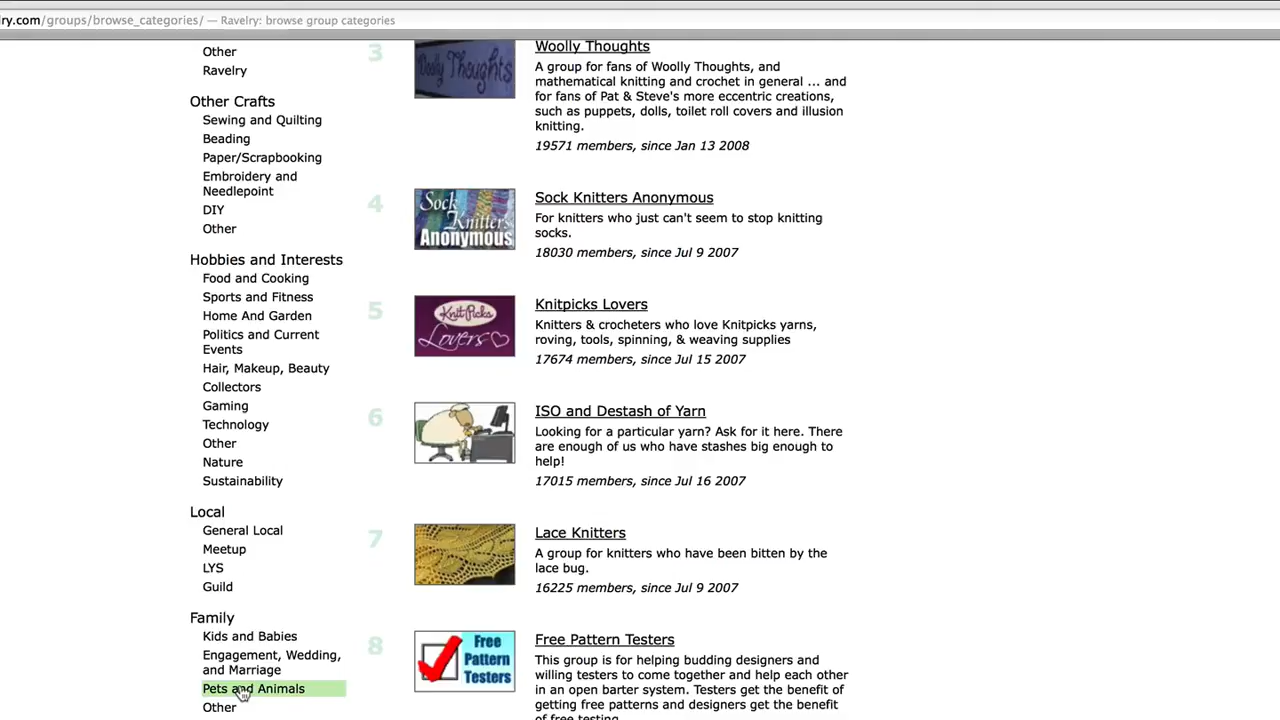 lry.com/groups/browse_categories/ — Ravelry: browse group categories
Other
Ravelry
Other Crafts
Sewing and Quilting
Beading
Paper/Scrapbooking
Embroidery and
Needlepoint
DIY
Other
Hobbies and Interests
Food and Cooking
Sports and Fitness
Home And Garden
Politics and Current
Events
Hair, Makeup, Beauty
Collectors
Gaming
Technology
Other
Nature
Sustainability
Local
General Local
Meetup
LYS
Guild
Family
Kids and Babies
Engagement, Wedding,
and Marriage
Pets and Animals
Other
3
Woolly Thoughts
Woolly Thoughts
A group for fans of Woolly Thoughts, and
mathematical knitting and crochet in general ... and
for fans of Pat & Steve's more eccentric creations,
such as puppets, dolls, toilet roll covers and illusion
knitting.
19571 members, since Jan 13 2008
4
Sock
Knitters
Anonymous
Sock Knitters Anonymous
For knitters who just can't seem to stop knitting
socks.
18030 members, since Jul 9 2007
5
KnitPicks
Lovers
Knitpicks Lovers
Knitters & crocheters who love Knitpicks yarns,
roving, tools, spinning, & weaving supplies
17674 members, since Jul 15 2007
6
ISO and Destash of Yarn
Looking for a particular yarn? Ask for it here. There
are enough of us who have stashes big enough to
help!
17015 members, since Jul 16 2007
7
Lace Knitters
A group for knitters who have been bitten by the
lace bug.
16225 members, since Jul 9 2007
8
Free
Pattern
Testers
Free Pattern Testers
This group is for helping budding designers and
willing testers to come together and help each other
in an open barter system. Testers get the benefit of
getting free patterns and designers get the benefit
of free testing.